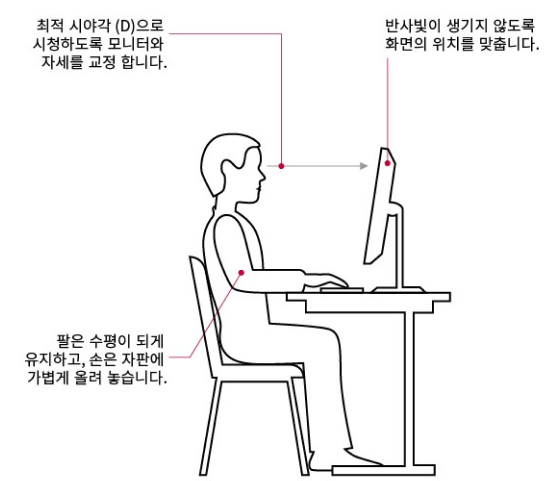 최적 시야각 (D)으로
시청하도록 모니터와
자세를 교정 합니다.
반사빛이 생기지 않도록
화면의 위치를 맞춥니다.
팔은 수평이 되게
유지하고, 손은 자판에
가볍게 올려 놓습니다.